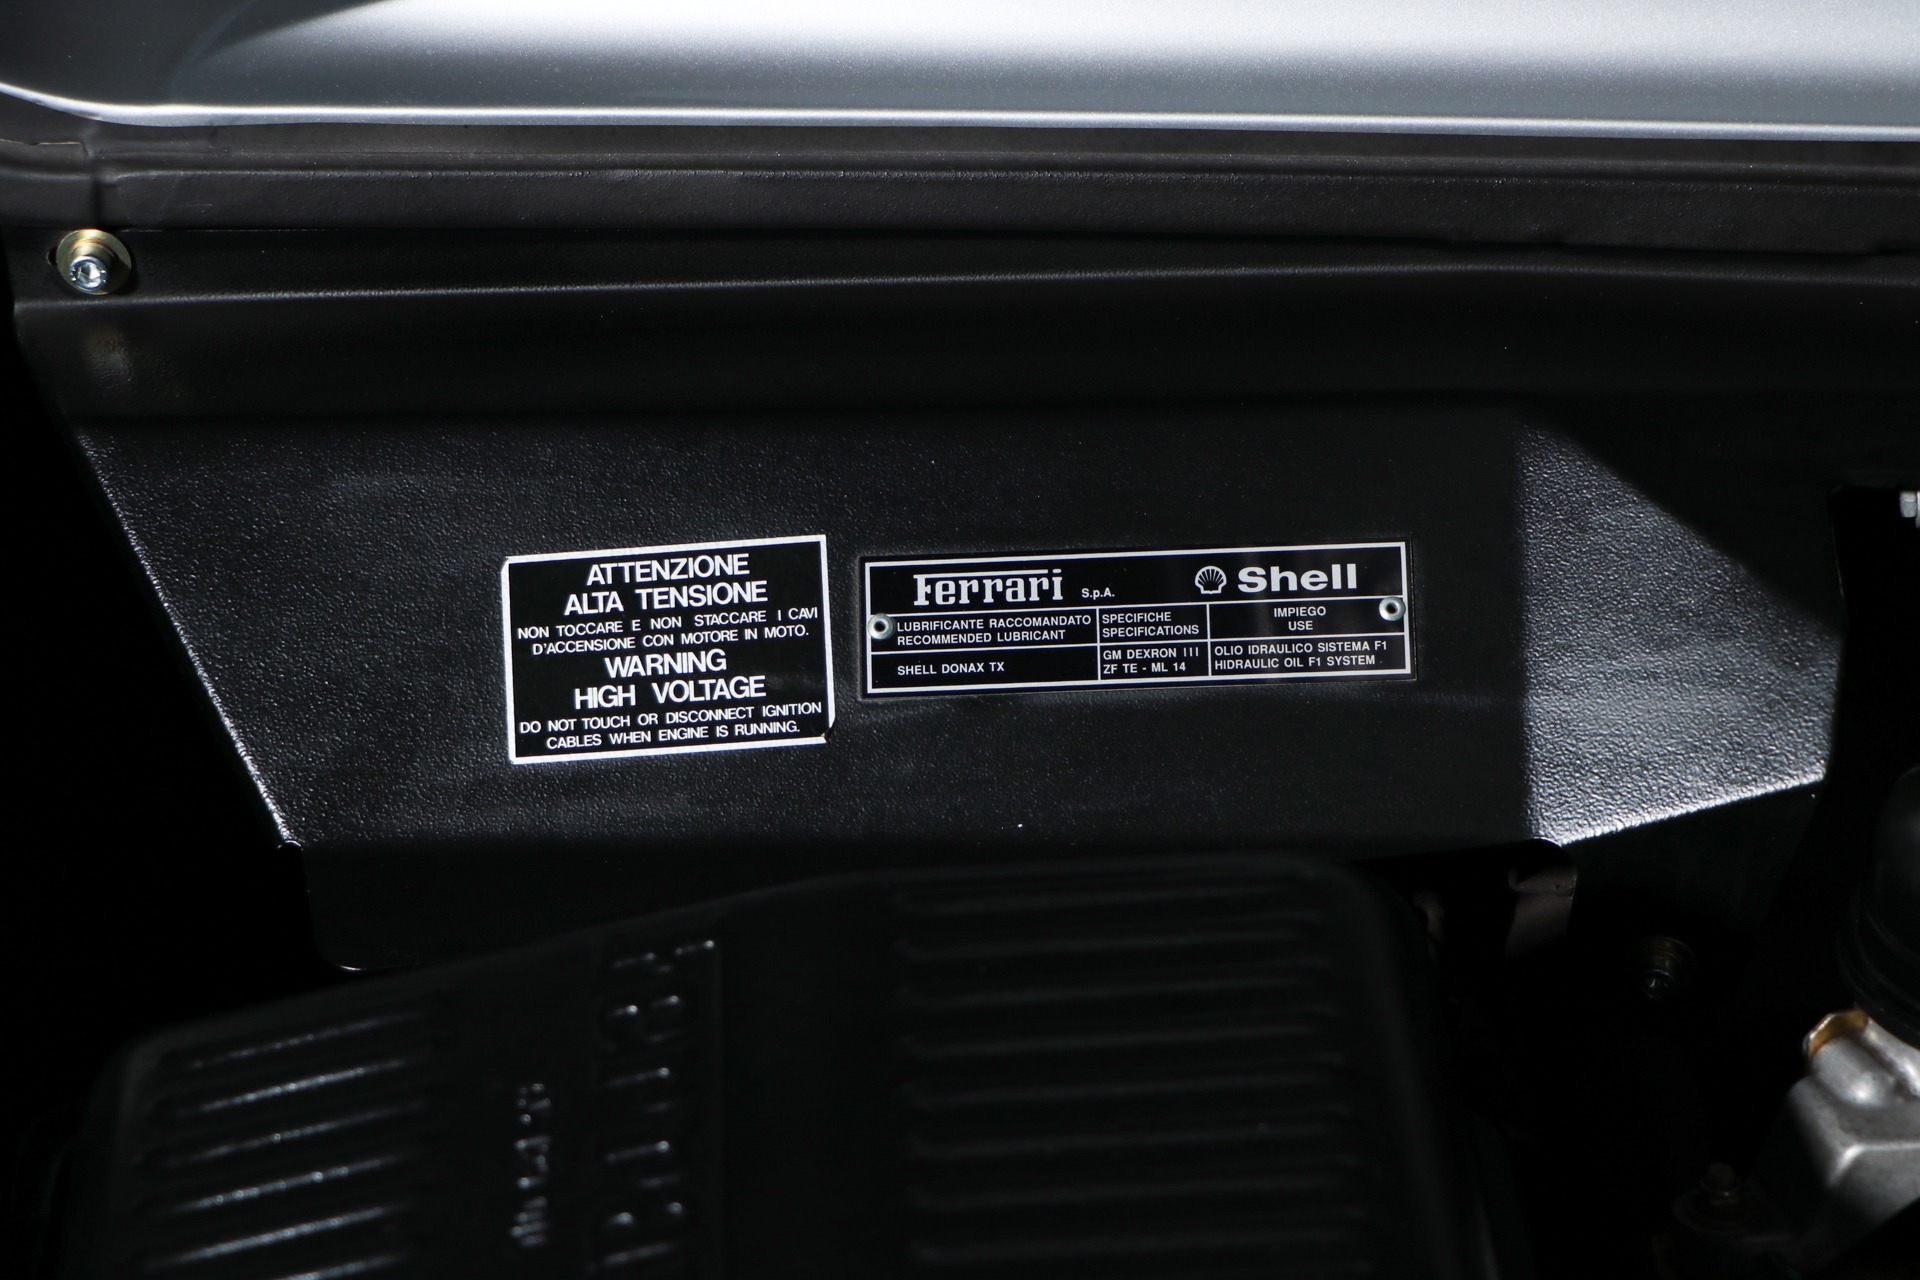 ATTENZIONE
ALTA TENSIONE
NON TOCCARE E NON STACCARE I CAVI
D'ACCENSIONE CON MOTORE IN MOTO.
WARNING
HIGH VOLTAGE
DO NOT TOUCH OR DISCONNECT IGNITION
CABLES WHEN ENGINE IS RUNNING.
Ferrari S.p.A. Shell
LUBRIFICANTE RACCOMANDATO
RECOMMENDED LUBRICANT
SPECIFICHE
SPECIFICATIONS
IMPIEGO
USE
SHELL DONAX TX
GM DEXRON III
ZF TE - ML 14
OLIO IDRAULICO SISTEMA F1
HIDRAULIC OIL F1 SYSTEM